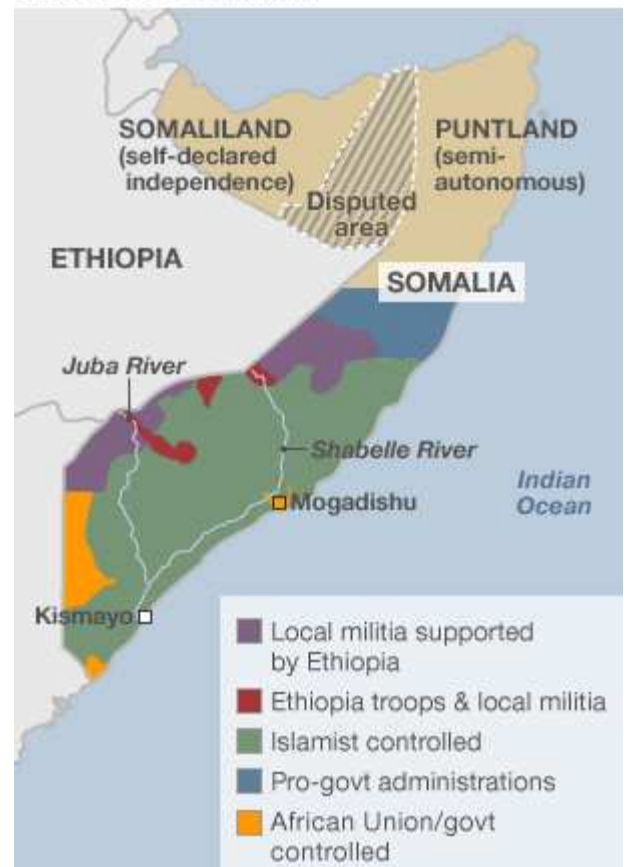 SOMALILAND
(self-declared
independence)
PUNTLAND
(semi-
autonomous)
Disputed
area
ETHIOPIA
SOMALIA
Juba River
Shabelle River
Indian
Ocean
Mogadishu
Kismayo
Local militia supported
by Ethiopia
Ethiopia troops & local militia
Islamist controlled
Pro-govt administrations
African Union/govt
controlled